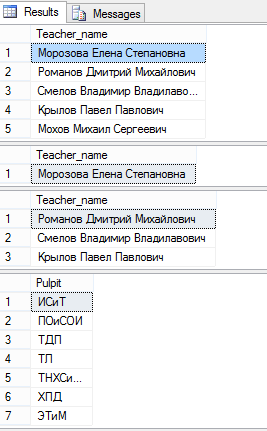 Results Messages
Teacher_name
1 Морозова Елена Степановна
2 Романов Дмитрий Михайлович
3 Смелов Владимир Владилаво...
4 Крылов Павел Павлович
5 Мохов Михаил Сергеевич
Teacher_name
1 Морозова Елена Степановна
Teacher_name
1 Романов Дмитрий Михайлович
2 Смелов Владимир Владилавович
3 Крылов Павел Павлович
Pulpit
1 ИСиТ
2 ПОиСОИ
3 ТДП
4 ТЛ
5 ТНХСи...
6 ХПД
7 ЭТиМ